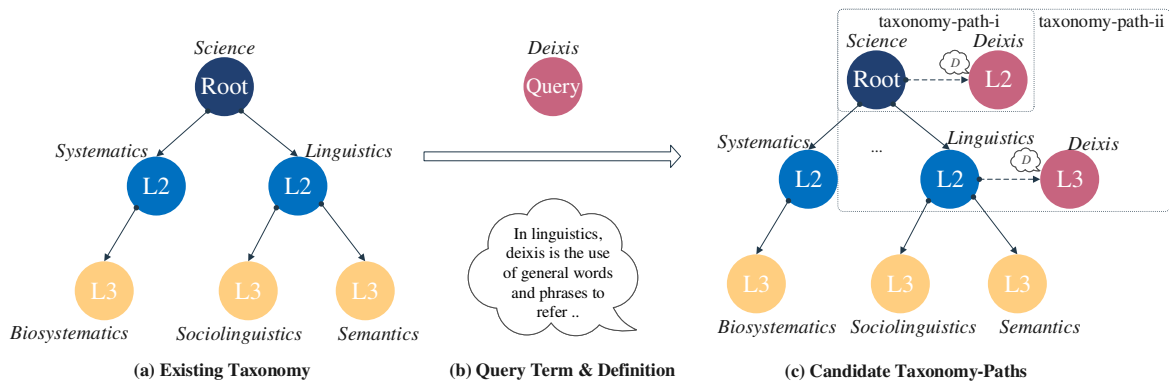 Science
Root
Systematics
Linguistics
L2
L2
L3
L3
L3
Biosystematics
Sociolinguistics
Semantics
(a) Existing Taxonomy
Deixis
Query
In linguistics,
deixis is the use
of general words
and phrases to
refer ..
(b) Query Term & Definition
taxonomy-path-i
taxonomy-path-ii
Science
Deixis
Root
D
L2
Systematics
Linguistics
Deixis
...
D
L2
L2
L3
L3
L3
L3
Biosystematics
Sociolinguistics
Semantics
(c) Candidate Taxonomy-Paths